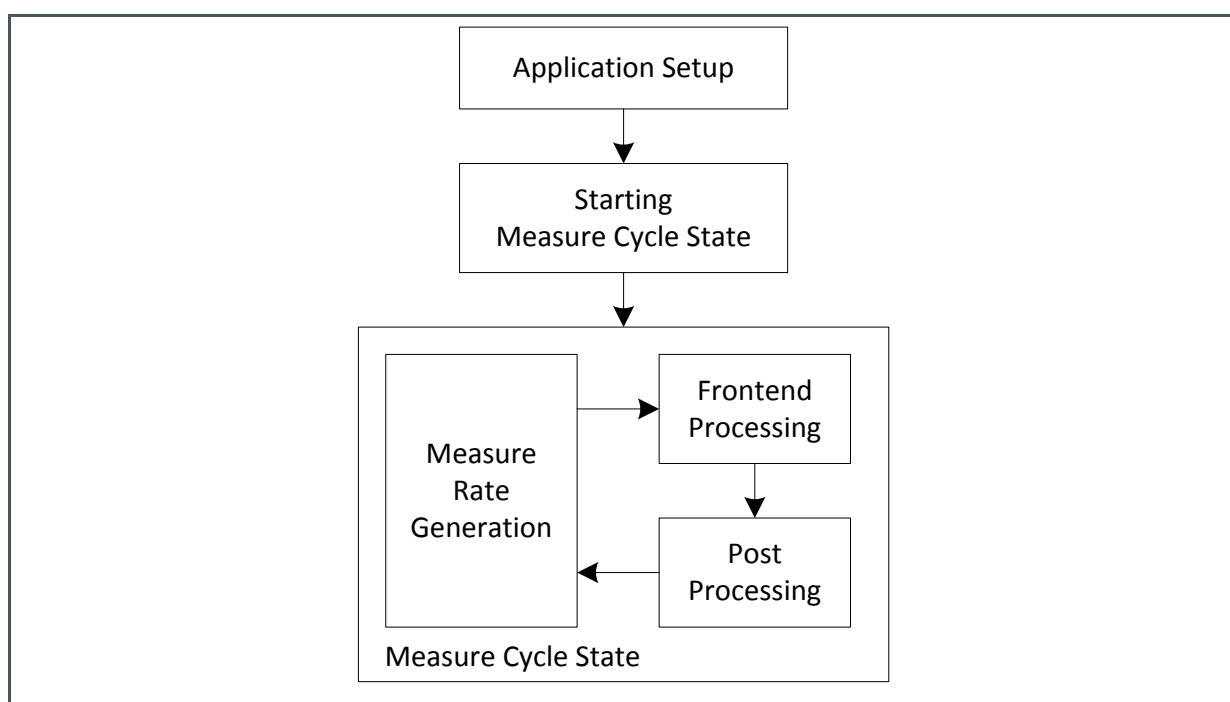 Application Setup
Starting
Measure Cycle State
Measure
Rate
Generation
Frontend
Processing
Post
Processing
Measure Cycle State